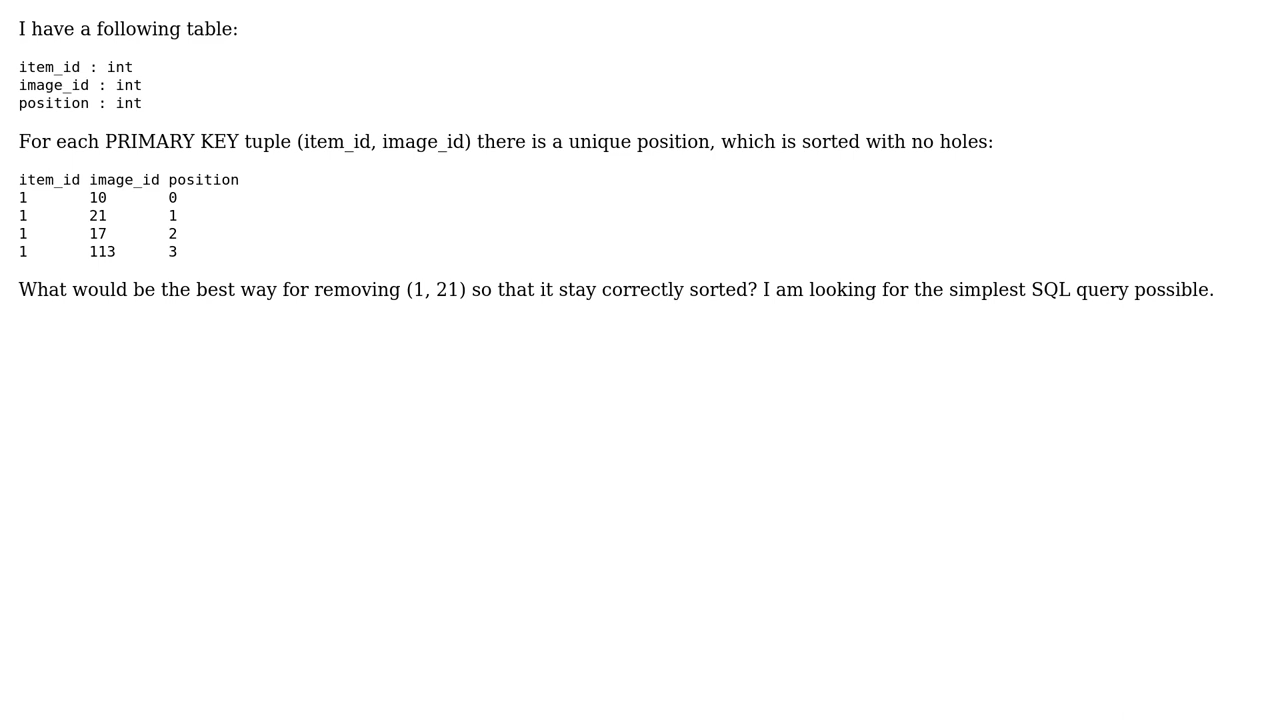 I have a following table:
item_id : int
image_id : int
position : int
For each PRIMARY KEY tuple (item_id, image_id) there is a unique position, which is sorted with no holes:
item_id image_id position
1       10       0
1       21       1
1       17       2
1       113      3
What would be the best way for removing (1, 21) so that it stay correctly sorted? I am looking for the simplest SQL query possible.